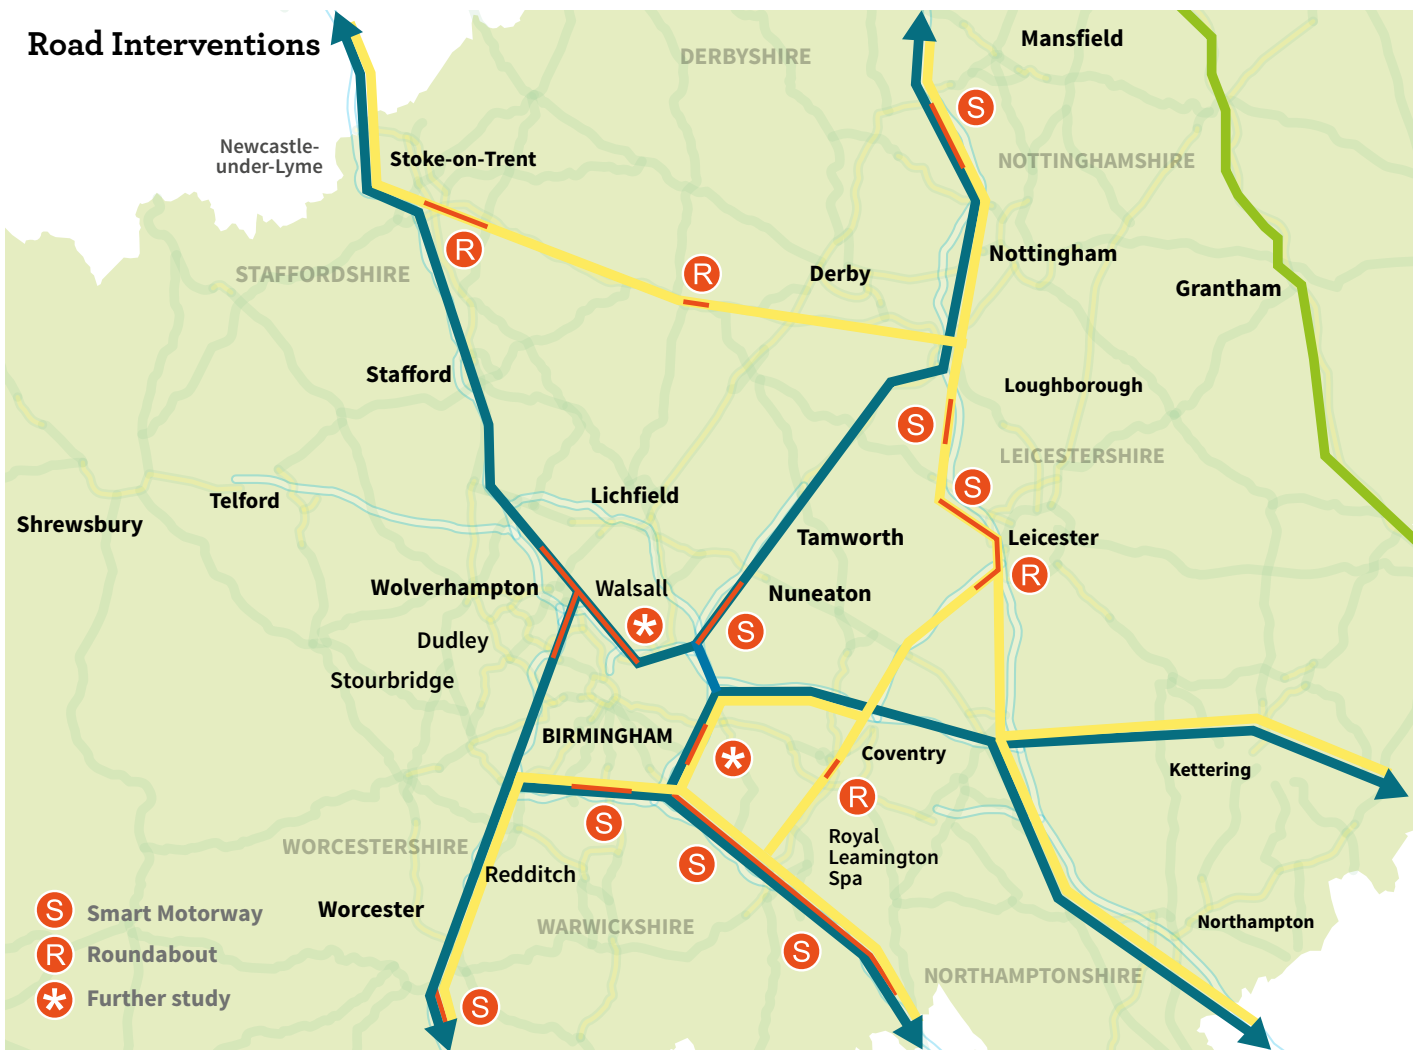 Road Interventions
Mansfield
DERBYSHIRE
S
Newcastle-
under-Lyme
Stoke-on-Trent
NOTTINGHAMSHIRE
R
Nottingham
STAFFORDSHIRE
R
Derby
Grantham
Stafford
Loughborough
S
LEICESTERSHIRE
S
Telford
Lichfield
Shrewsbury
Tamworth
Leicester
R
Wolverhampton
Walsall
Nuneaton
*
S
Dudley
Stourbridge
BIRMINGHAM
*
Coventry
Kettering
R
S
Royal
Leamington
Spa
WORCESTERSHIRE
S
Redditch
Worcester
WARWICKSHIRE
Northampton
S
NORTHAMPTONSHIRE
S
S Smart Motorway
R Roundabout
* Further study